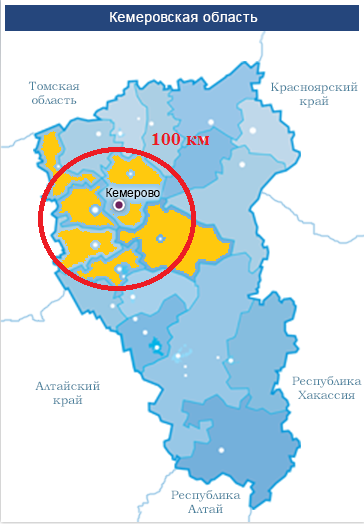 Кемеровская область
Томская
область
Красноярский
край
100 км
Кемерово
Алтайский
край
Республика
Хакассия
Республика
Алтай